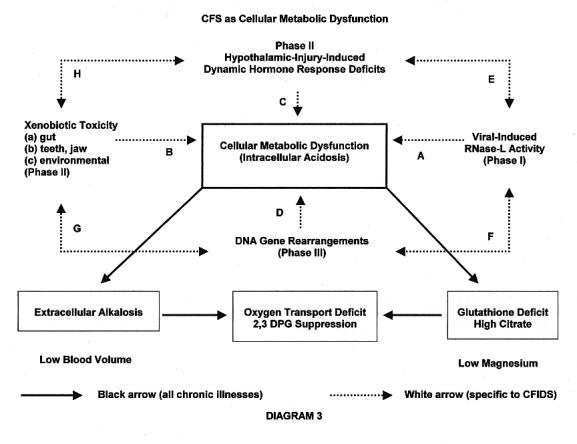 CFS as Cellular Metabolic Dysfunction
Phase II
Hypothalamic-Injury-Induced
Dynamic Hormone Response Deficits
H
E
C
Xenobiotic Toxicity
(a) gut
(b) teeth, jaw
(c) environmental
(Phase II)
B
Cellular Metabolic Dysfunction
(Intracellular Acidosis)
A
Viral-Induced
RNase-L Activity
(Phase I)
D
G
F
DNA Gene Rearrangements
(Phase III)
Extracellular Alkalosis
Oxygen Transport Deficit
2,3 DPG Suppression
Glutathione Deficit
High Citrate
Low Blood Volume
Low Magnesium
Black arrow (all chronic illnesses)
White arrow (specific to CFIDS)
DIAGRAM 3